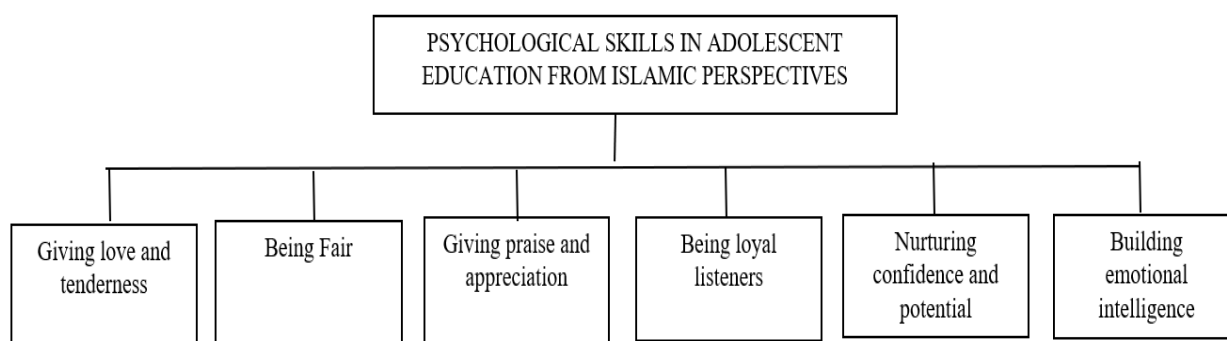 PSYCHOLOGICAL SKILLS IN ADOLESCENT
EDUCATION FROM ISLAMIC PERSPECTIVES
Giving love and
tenderness
Being Fair
Giving praise and
appreciation
Being loyal
listeners
Nurturing
confidence and
potential
Building
emotional
intelligence